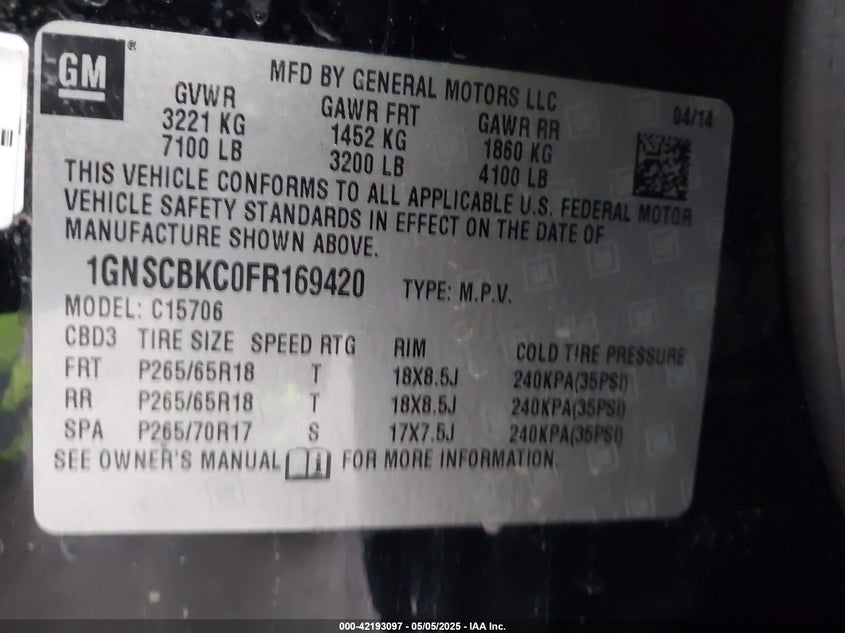 GM®
MFD BY GENERAL MOTORS LLC
04/14
GVWR GAWR FRT GAWR RR
3221 KG 1452 KG 1860 KG
7100 LB 3200 LB 4100 LB
THIS VEHICLE CONFORMS TO ALL APPLICABLE U.S. FEDERAL MOTOR
VEHICLE SAFETY STANDARDS IN EFFECT ON THE DATE OF
MANUFACTURE SHOWN ABOVE.
1GNSCBKC0FR169420 TYPE: M.P.V.
MODEL: C15706
CBD3 TIRE SIZE SPEED RTG RIM COLD TIRE PRESSURE
FRT P265/65R18 T 18X8.5J 240KPA(35PSI)
RR P265/65R18 T 18X8.5J 240KPA(35PSI)
SPA P265/70R17 S 17X7.5J 240KPA(35PSI)
SEE OWNER'S MANUAL FOR MORE INFORMATION.
000-42193097 - 05/05/2025 - IAA Inc.